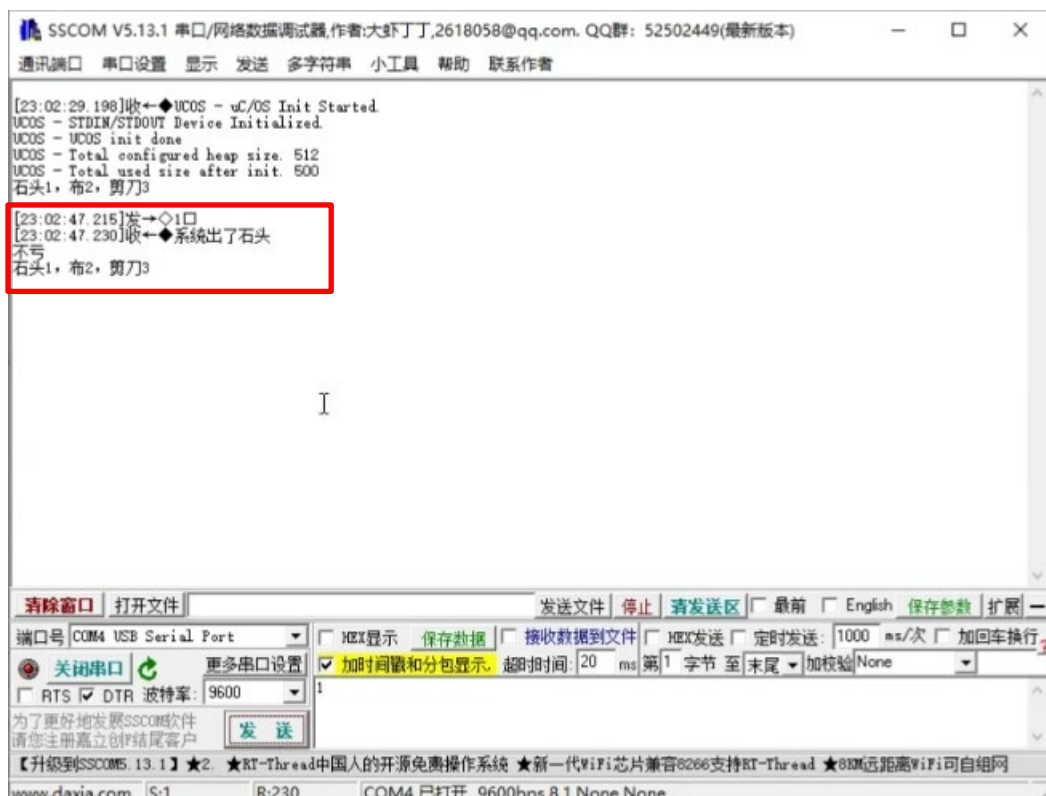 SSCOM V5.13.1 串口/网络数据调试器,作者:大虾丁丁,2618058@qq.com. QQ群: 52502449(最新版本)
通讯端口 串口设置 显示 发送 多字符串 小工具 帮助 联系作者
[23:02:29.198]收←◆UCOS - uC/OS Init Started.
UCOS - STDIN/STDOUT Device Initialized.
UCOS - UCOS init done
UCOS - Total configured heap size. 512
UCOS - Total used size after init. 500
石头1，布2，剪刀3
[23:02:47.215]发→◇1□
[23:02:47.230]收←◆系统出了石头
不亏
石头1，布2，剪刀3
清除窗口 打开文件 发送文件 停止 清发送区 最前 English 保存参数 扩展 —
端口号 COM4 USB Serial Port HEX显示 保存数据 接收数据到文件 HEX发送 定时发送: 1000 ms/次 加回车换行
关闭串口 更多串口设置 加时间戳和分包显示. 超时时间: 20 ms 第1 字节 至 末尾 加校验 None
RTS DTR 波特率: 9600 1
为了更好地发展SSCOM软件
请您注册嘉立创F结尾客户
发 送
【升级到SSCOM5.13.1】★2. ★RT-Thread中国人的开源免费操作系统 ★新一代WiFi芯片兼容8266支持RT-Thread ★8KM远距离WiFi可自组网
www.daxia.com S:1 R:230 COM4 已打开 9600bps,8,1,None,None